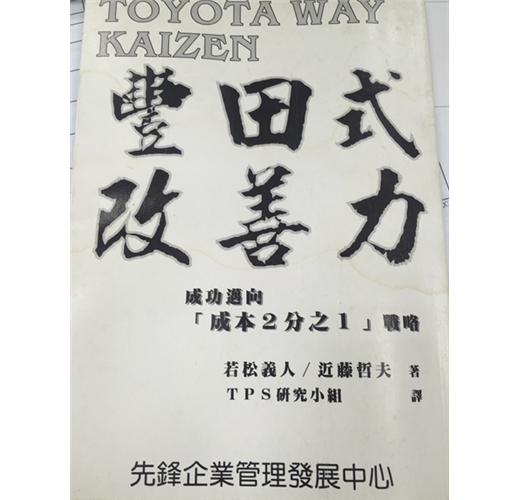 TOYOTA WAY
KAIZEN
豐田式
改善力
成功邁向
「成本2分之1」戰略
若松義人/近藤哲夫 著
TPS研究小組 譯
先鋒企業管理發展中心